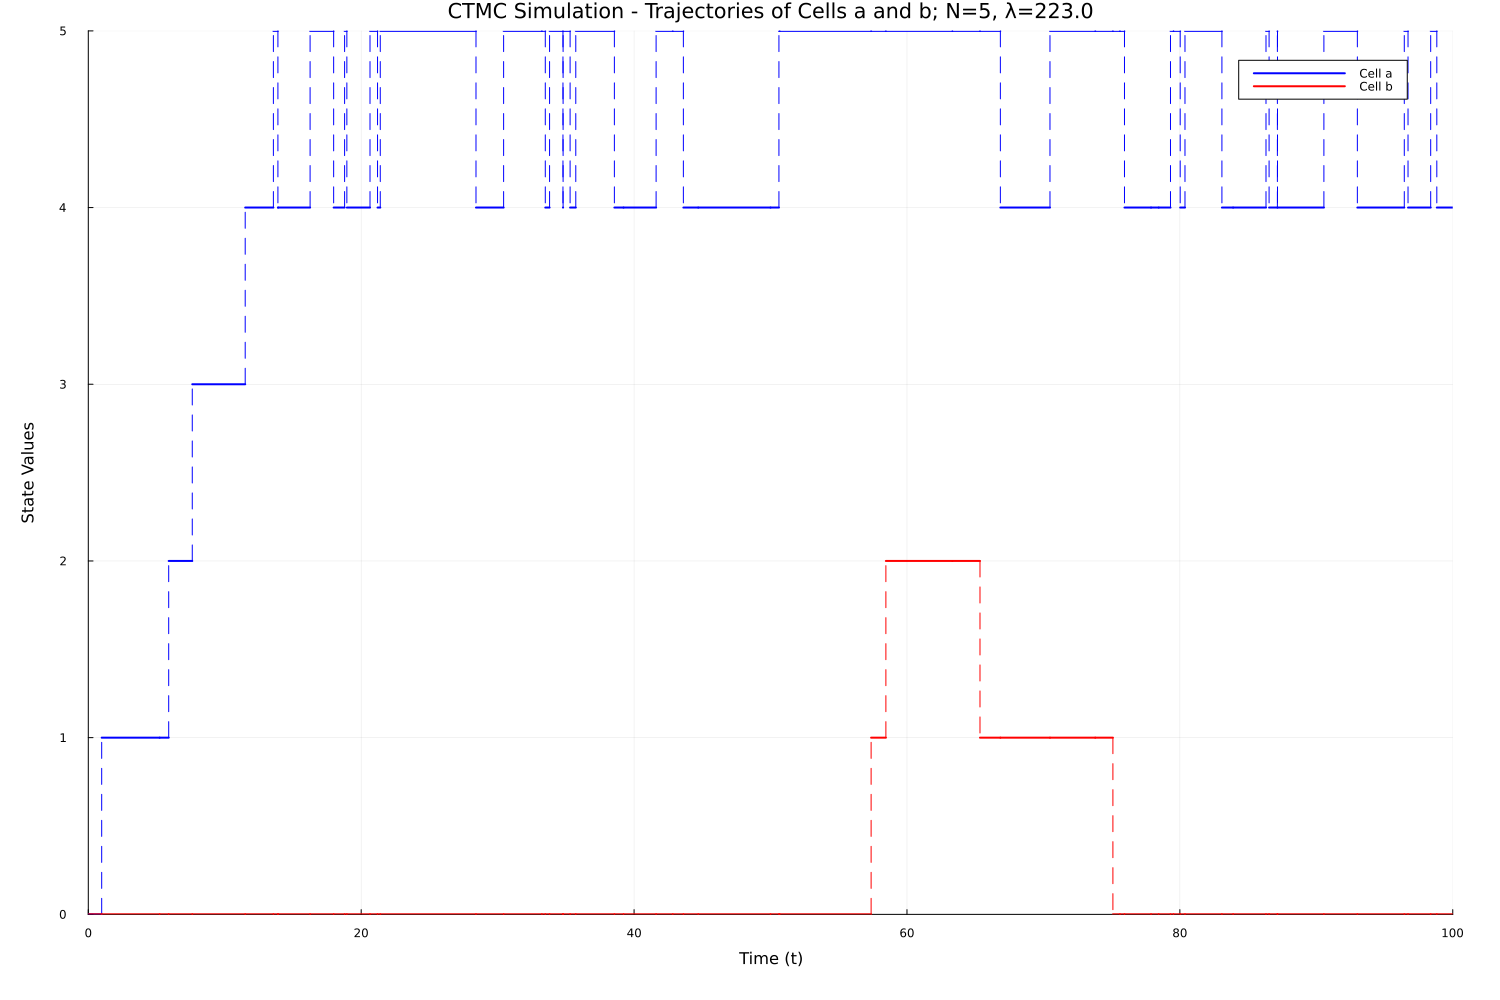 CTMC Simulation - Trajectories of Cells a and b; N=5, λ=223.0
5
Cell a
Cell b
4
3
State Values
2
1
0
0 20 40 60 80 100
Time (t)